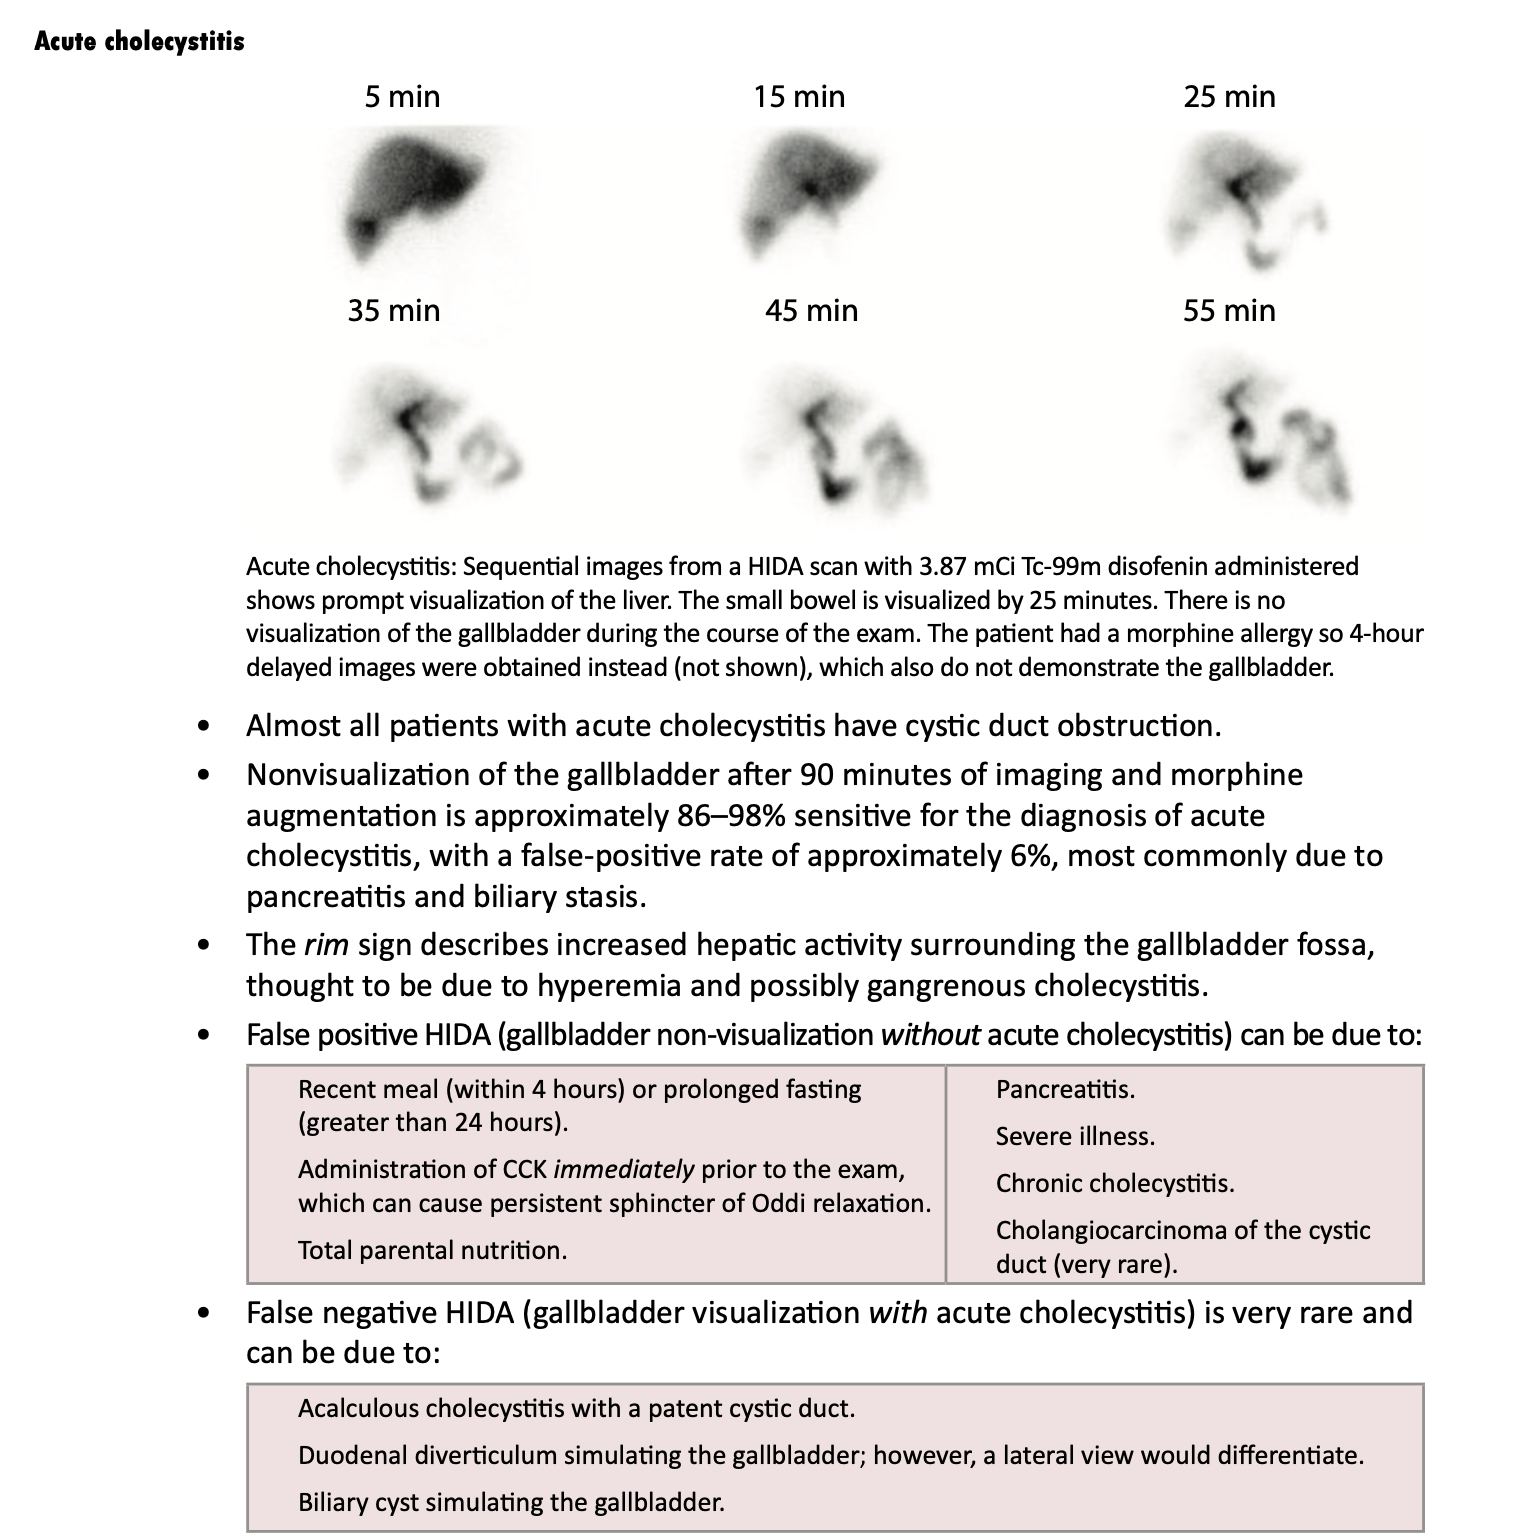 Acute cholecystitis
5 min
15 min
25 min
35 min
45 min
55 min
Acute cholecystitis: Sequential images from a HIDA scan with 3.87 mCi Tc-99m disofenin administered
shows prompt visualization of the liver. The small bowel is visualized by 25 minutes. There is no
visualization of the gallbladder during the course of the exam. The patient had a morphine allergy so 4-hour
delayed images were obtained instead (not shown), which also do not demonstrate the gallbladder.
• Almost all patients with acute cholecystitis have cystic duct obstruction.
• Nonvisualization of the gallbladder after 90 minutes of imaging and morphine
augmentation is approximately 86–98% sensitive for the diagnosis of acute
cholecystitis, with a false-positive rate of approximately 6%, most commonly due to
pancreatitis and biliary stasis.
• The rim sign describes increased hepatic activity surrounding the gallbladder fossa,
thought to be due to hyperemia and possibly gangrenous cholecystitis.
• False positive HIDA (gallbladder non-visualization without acute cholecystitis) can be due to:
Recent meal (within 4 hours) or prolonged fasting
(greater than 24 hours).
Administration of CCK immediately prior to the exam,
which can cause persistent sphincter of Oddi relaxation.
Total parental nutrition.
Pancreatitis.
Severe illness.
Chronic cholecystitis.
Cholangiocarcinoma of the cystic
duct (very rare).
• False negative HIDA (gallbladder visualization with acute cholecystitis) is very rare and
can be due to:
Acalculous cholecystitis with a patent cystic duct.
Duodenal diverticulum simulating the gallbladder; however, a lateral view would differentiate.
Biliary cyst simulating the gallbladder.